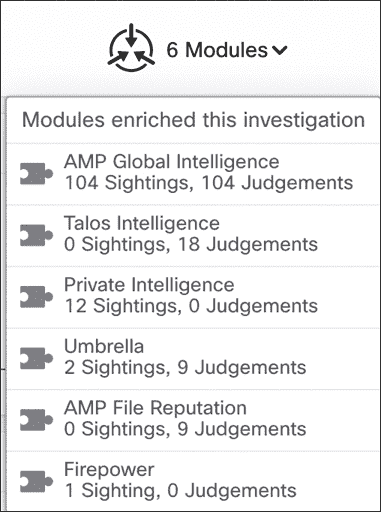 6 Modules
Modules enriched this investigation
AMP Global Intelligence
104 Sightings, 104 Judgements
Talos Intelligence
0 Sightings, 18 Judgements
Private Intelligence
12 Sightings, 0 Judgements
Umbrella
2 Sightings, 9 Judgements
AMP File Reputation
0 Sightings, 9 Judgements
Firepower
1 Sighting, 0 Judgements